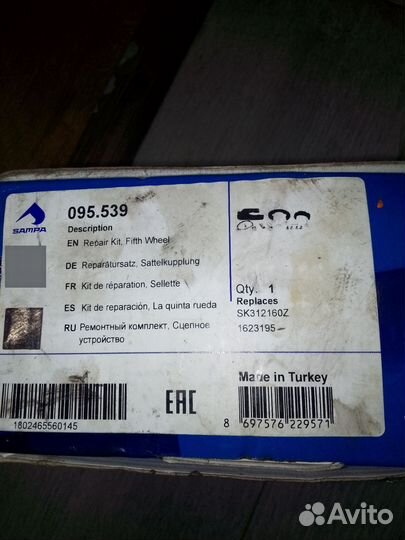 SAMPA
095.539
Description
EN Repair Kit, Fifth Wheel
DE Reparatursatz, Sattelkupplung
FR Kit de réparation, Sellette
ES Kit de reparación, La quinta rueda
RU Ремонтный комплект, Сцепное
устройство
Qty. 1
Replaces
SK312160Z
1623195
Made in Turkey
1802465560145
EAC
8 697576 229571
Avito